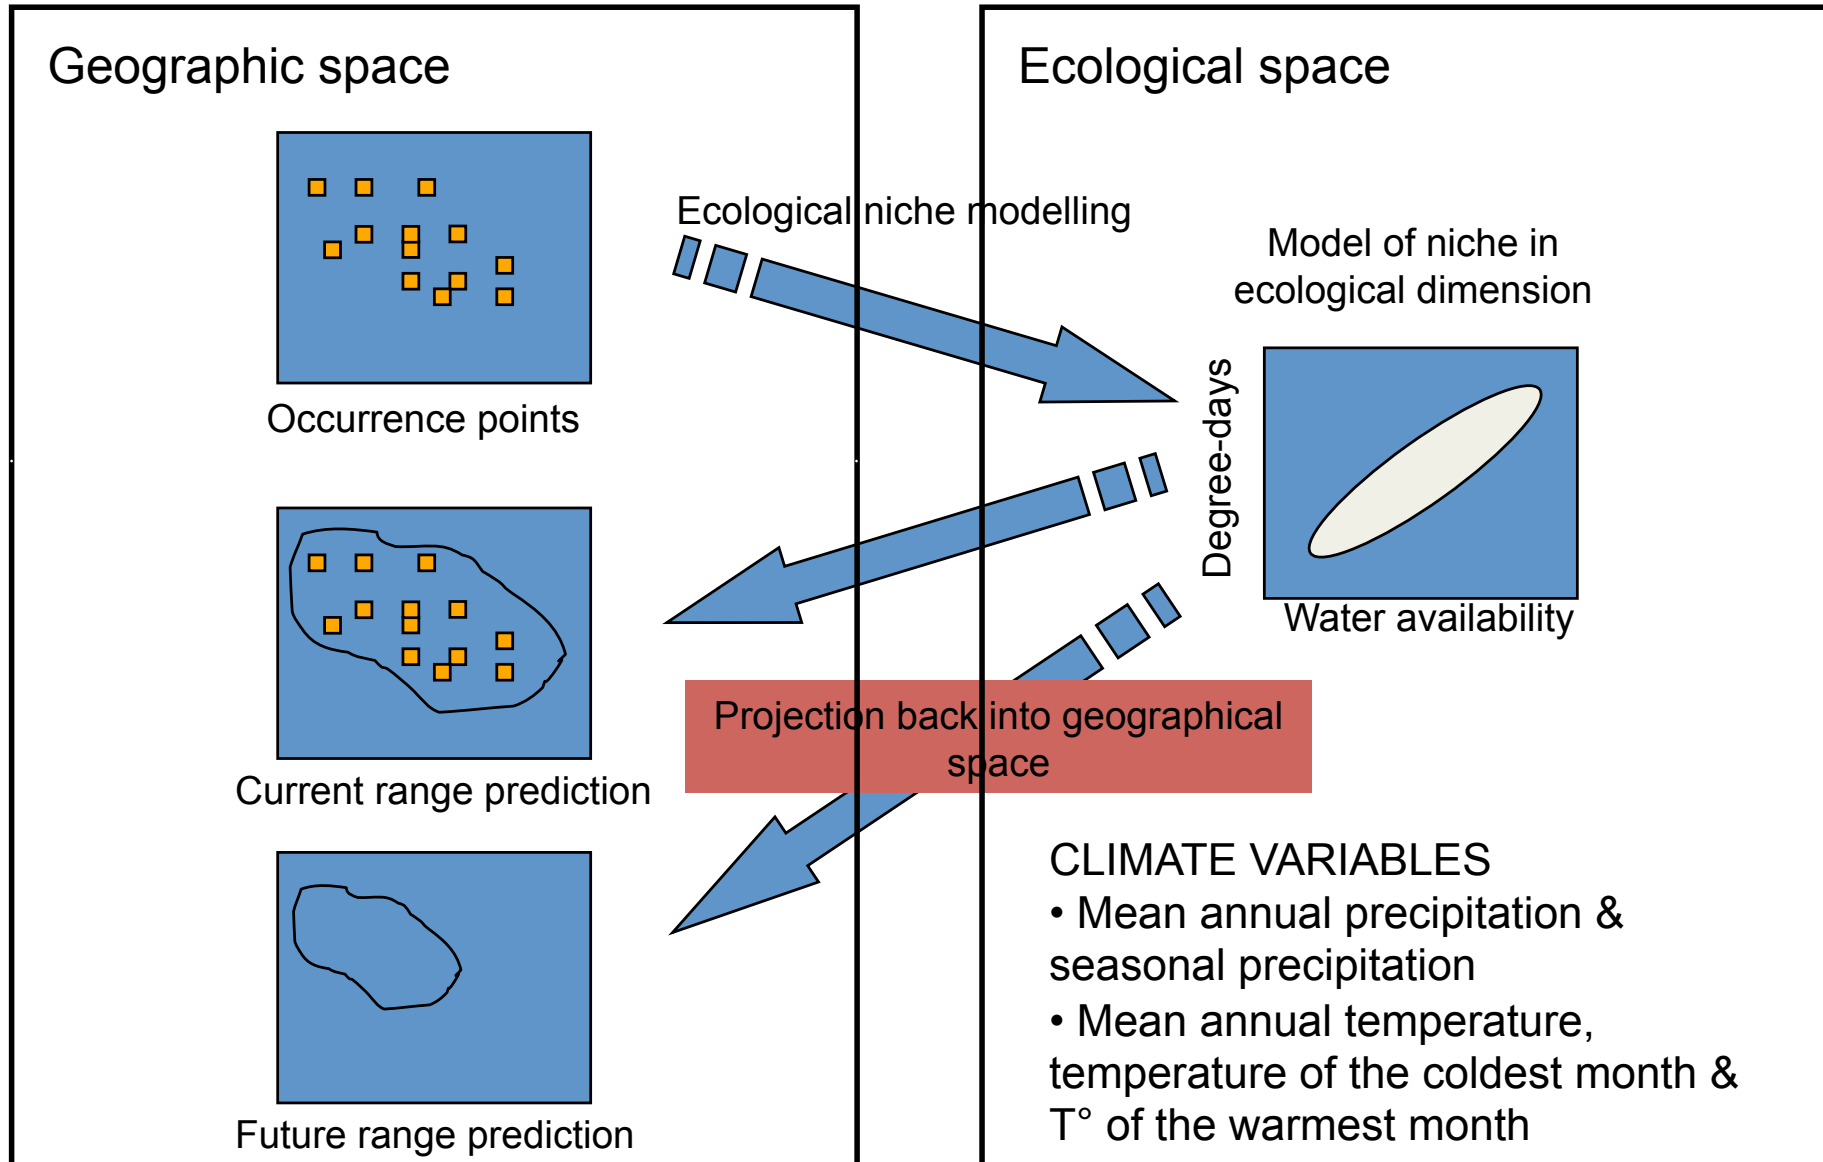 Geographic space
Occurrence points
Current range prediction
Future range prediction
Ecological niche modelling
Projection back into geographical
space
Ecological space
Model of niche in
ecological dimension
Degree-days
Water availability
CLIMATE VARIABLES
• Mean annual precipitation &
seasonal precipitation
• Mean annual temperature,
temperature of the coldest month &
T° of the warmest month